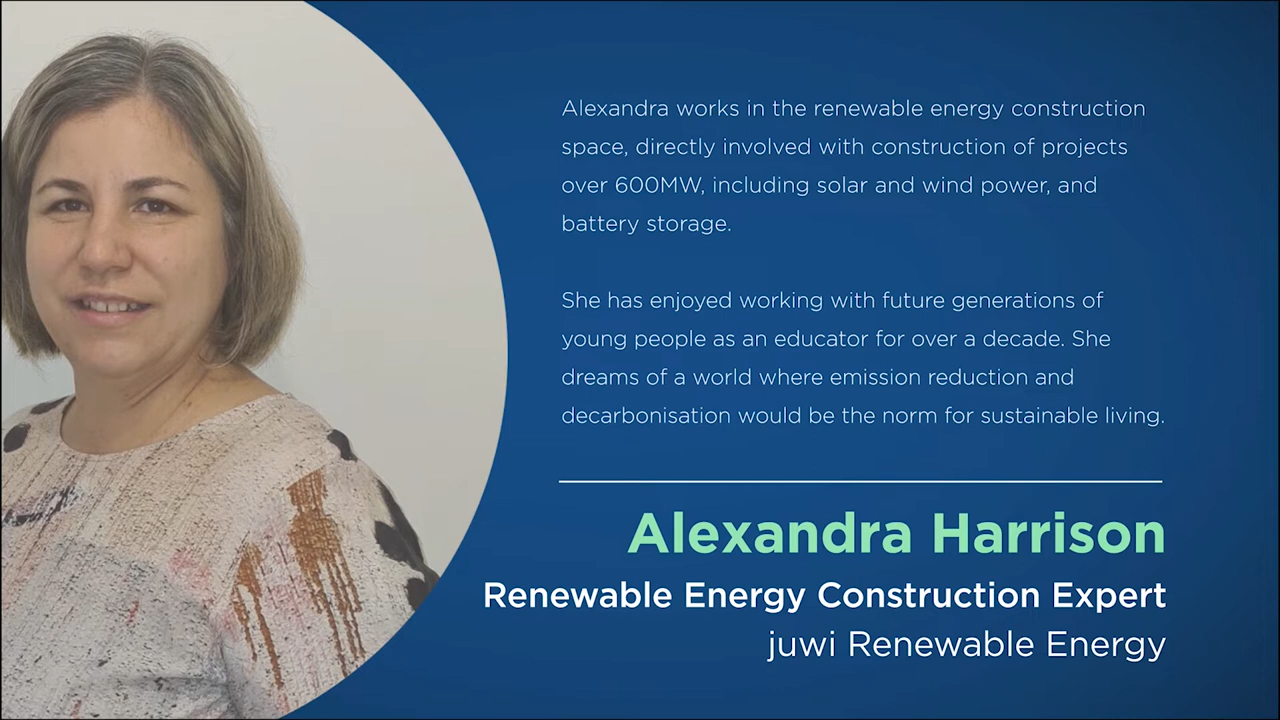 Alexandra works in the renewable energy construction
space, directly involved with construction of projects
over 600MW, including solar and wind power, and
battery storage.
She has enjoyed working with future generations of
young people as an educator for over a decade. She
dreams of a world where emission reduction and
decarbonisation would be the norm for sustainable living.
Alexandra Harrison
Renewable Energy Construction Expert
juwi Renewable Energy